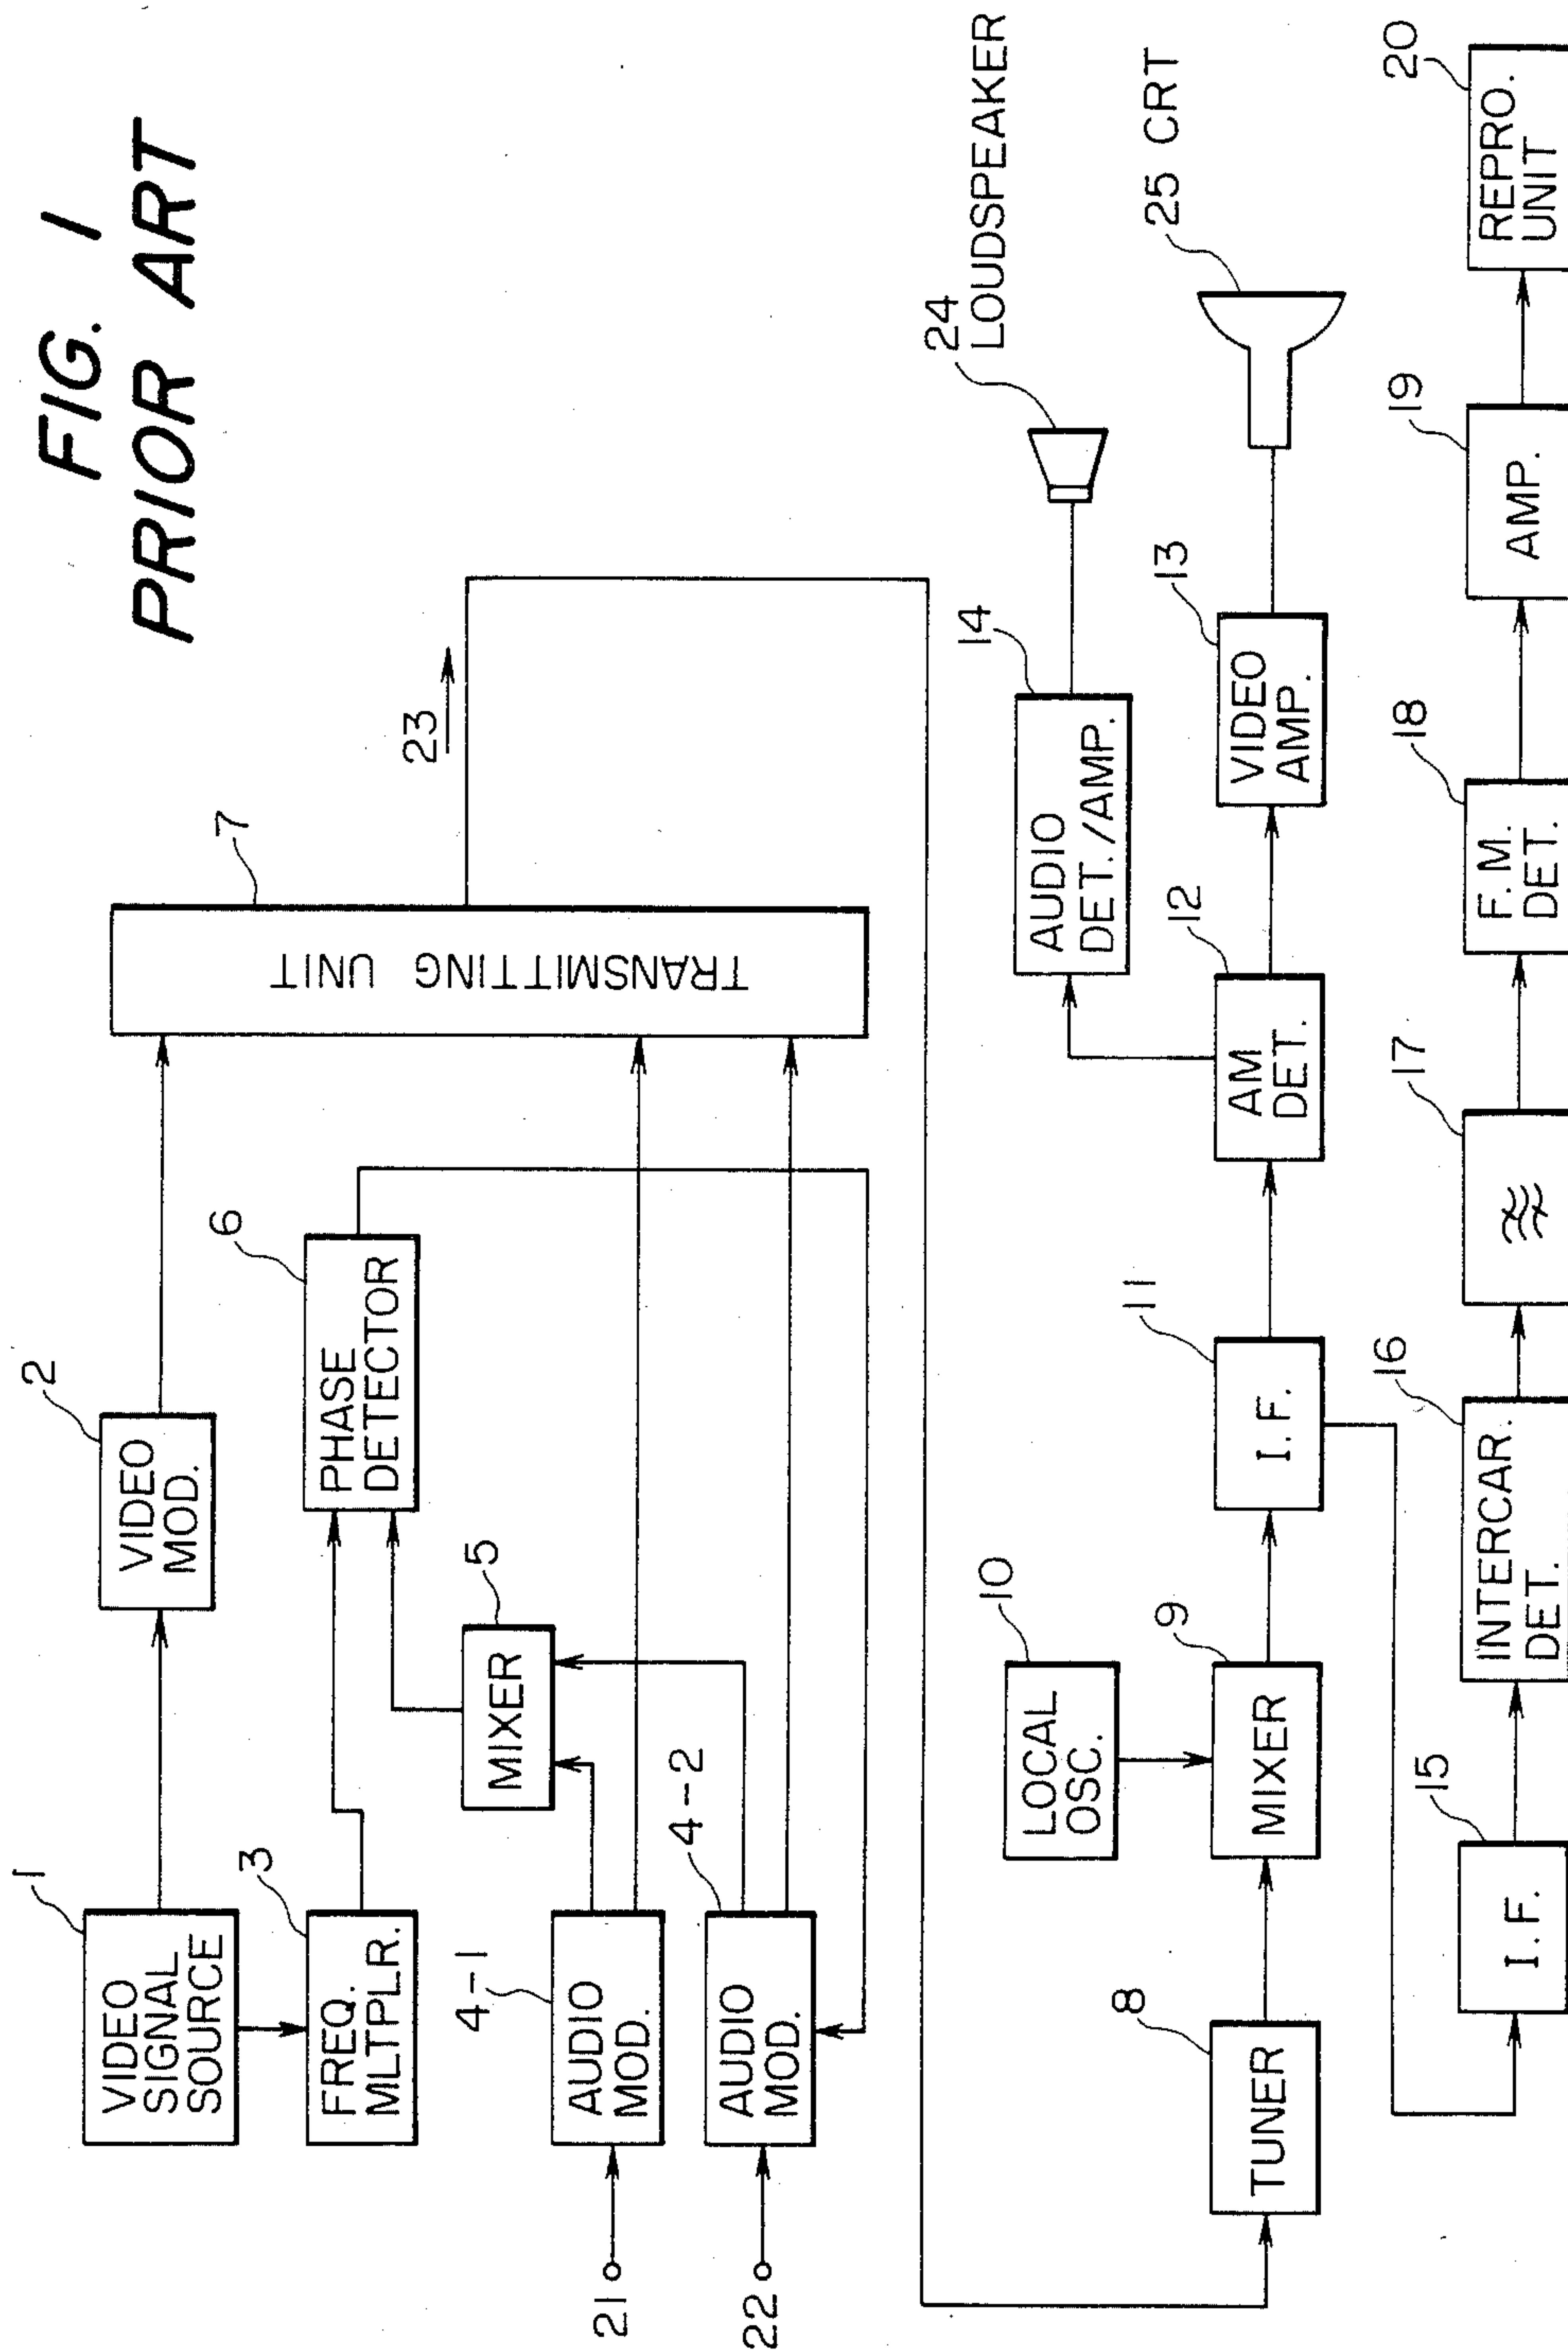 FIG. 1
PRIOR ART
1
VIDEO
SIGNAL
SOURCE
2
VIDEO
MOD.
3
FREQ.
MLTPLR.
6
PHASE
DETECTOR
7
TRANSMITTING UNIT
23
5
MIXER
4-1
AUDIO
MOD.
21
4-2
AUDIO
MOD.
22
10
LOCAL
OSC.
14
AUDIO
DET./AMP.
24
LOUDSPEAKER
8
TUNER
9
MIXER
11
I.F.
12
AM
DET.
13
VIDEO
AMP.
25 CRT
15
I.F.
16
INTERCAR.
DET.
17
18
F.M.
DET.
19
AMP.
20
REPRO.
UNIT